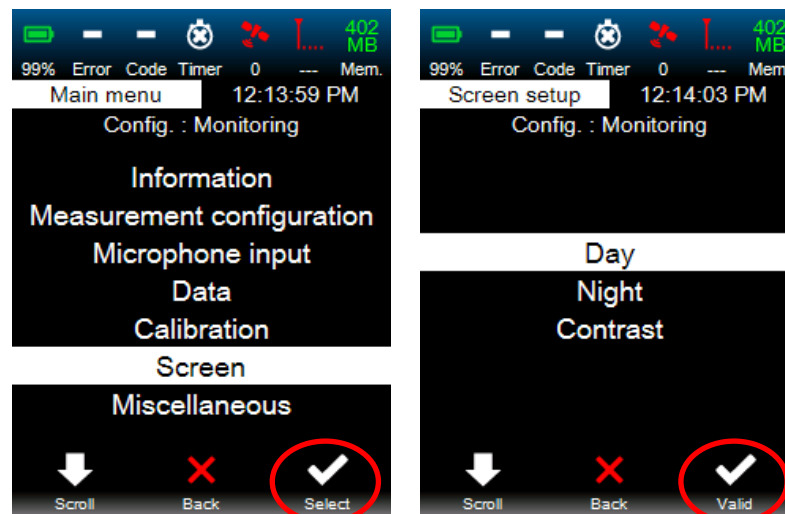 402
MB
99% Error Code Timer 0 --- Mem.
Main menu 12:13:59 PM
Config. : Monitoring
Information
Measurement configuration
Microphone input
Data
Calibration
Screen
Miscellaneous
Scroll Back Select
402
MB
99% Error Code Timer 0 --- Mem
Screen setup 12:14:03 PM
Config. : Monitoring
Day
Night
Contrast
Scroll Back Valid